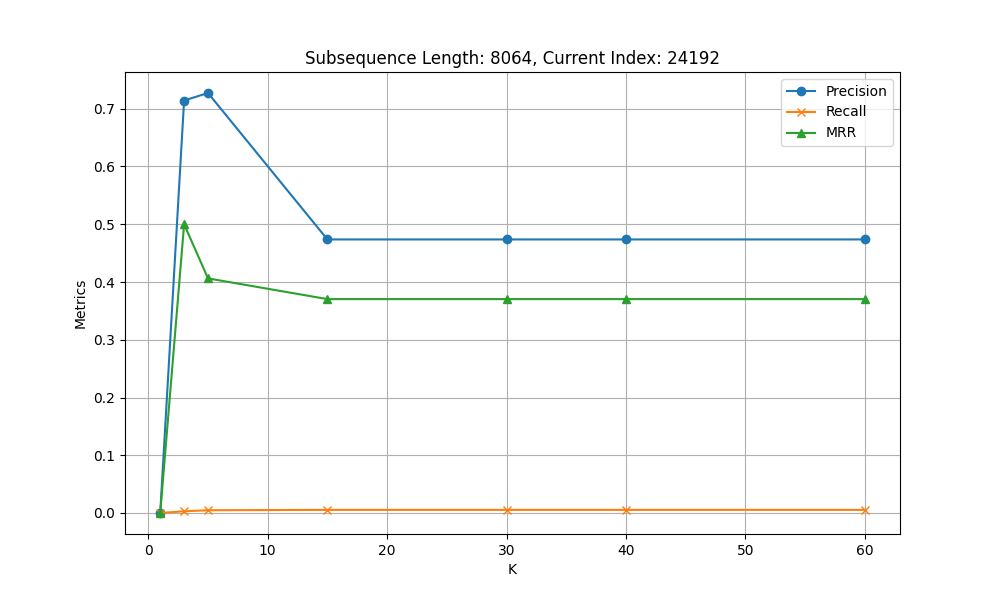 Subsequence Length: 8064, Current Index: 24192
Precision
Recall
MRR
Metrics
0.7
0.6
0.5
0.4
0.3
0.2
0.1
0.0
0 10 20 30 40 50 60
K